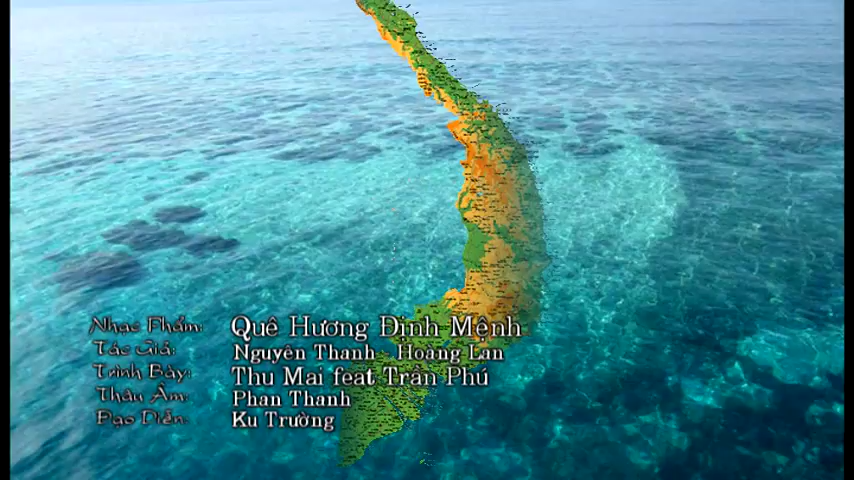 Nhạc Phẩm: Quê Hương Định Mệnh
Tác Giả: Nguyên Thanh - Hoàng Lan
Trình Bày: Thu Mai feat Trần Phú
Thâu Âm: Phan Thanh
Đạo Diễn: Ku Trường